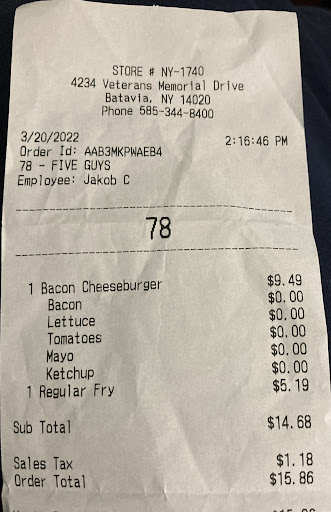 STORE # NY-1740
4234 Veterans Memorial Drive
Batavia, NY 14020
Phone 585-344-8400
3/20/2022 2:16:46 PM
Order Id: AAB3MKPWAEB4
78 - FIVE GUYS
Employee: Jakob C
78
1 Bacon Cheeseburger $9.49
Bacon $0.00
Lettuce $0.00
Tomatoes $0.00
Mayo $0.00
Ketchup $0.00
1 Regular Fry $5.19
Sub Total $14.68
Sales Tax $1.18
Order Total $15.86